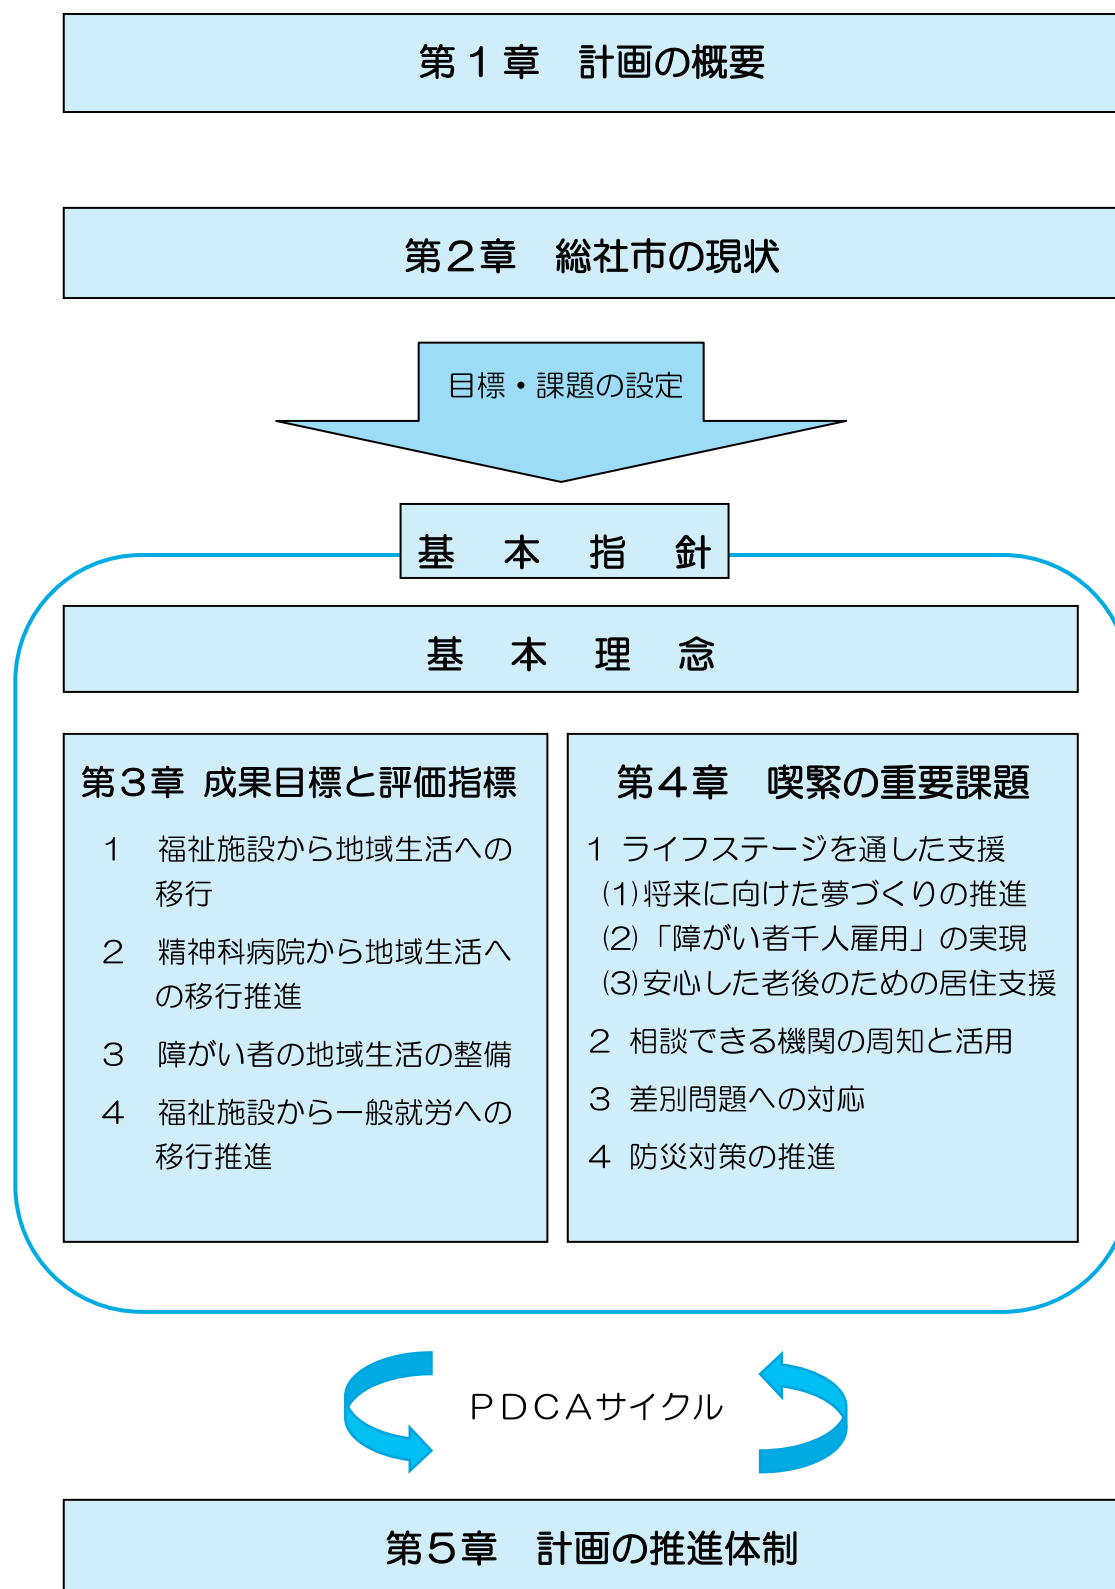 第１章　計画の概要
第２章　総社市の現状
目標・課題の設定
基　本　指　針
基　本　理　念
第３章 成果目標と評価指標
１　福祉施設から地域生活への
移行
２　精神科病院から地域生活へ
の移行推進
３　障がい者の地域生活の整備
４　福祉施設から一般就労への
移行推進
第４章　喫緊の重要課題
１ ライフステージを通した支援
⑴将来に向けた夢づくりの推進
⑵「障がい者千人雇用」の実現
⑶安心した老後のための居住支援
２ 相談できる機関の周知と活用
３ 差別問題への対応
４ 防災対策の推進
ＰＤＣＡサイクル
第５章　計画の推進体制